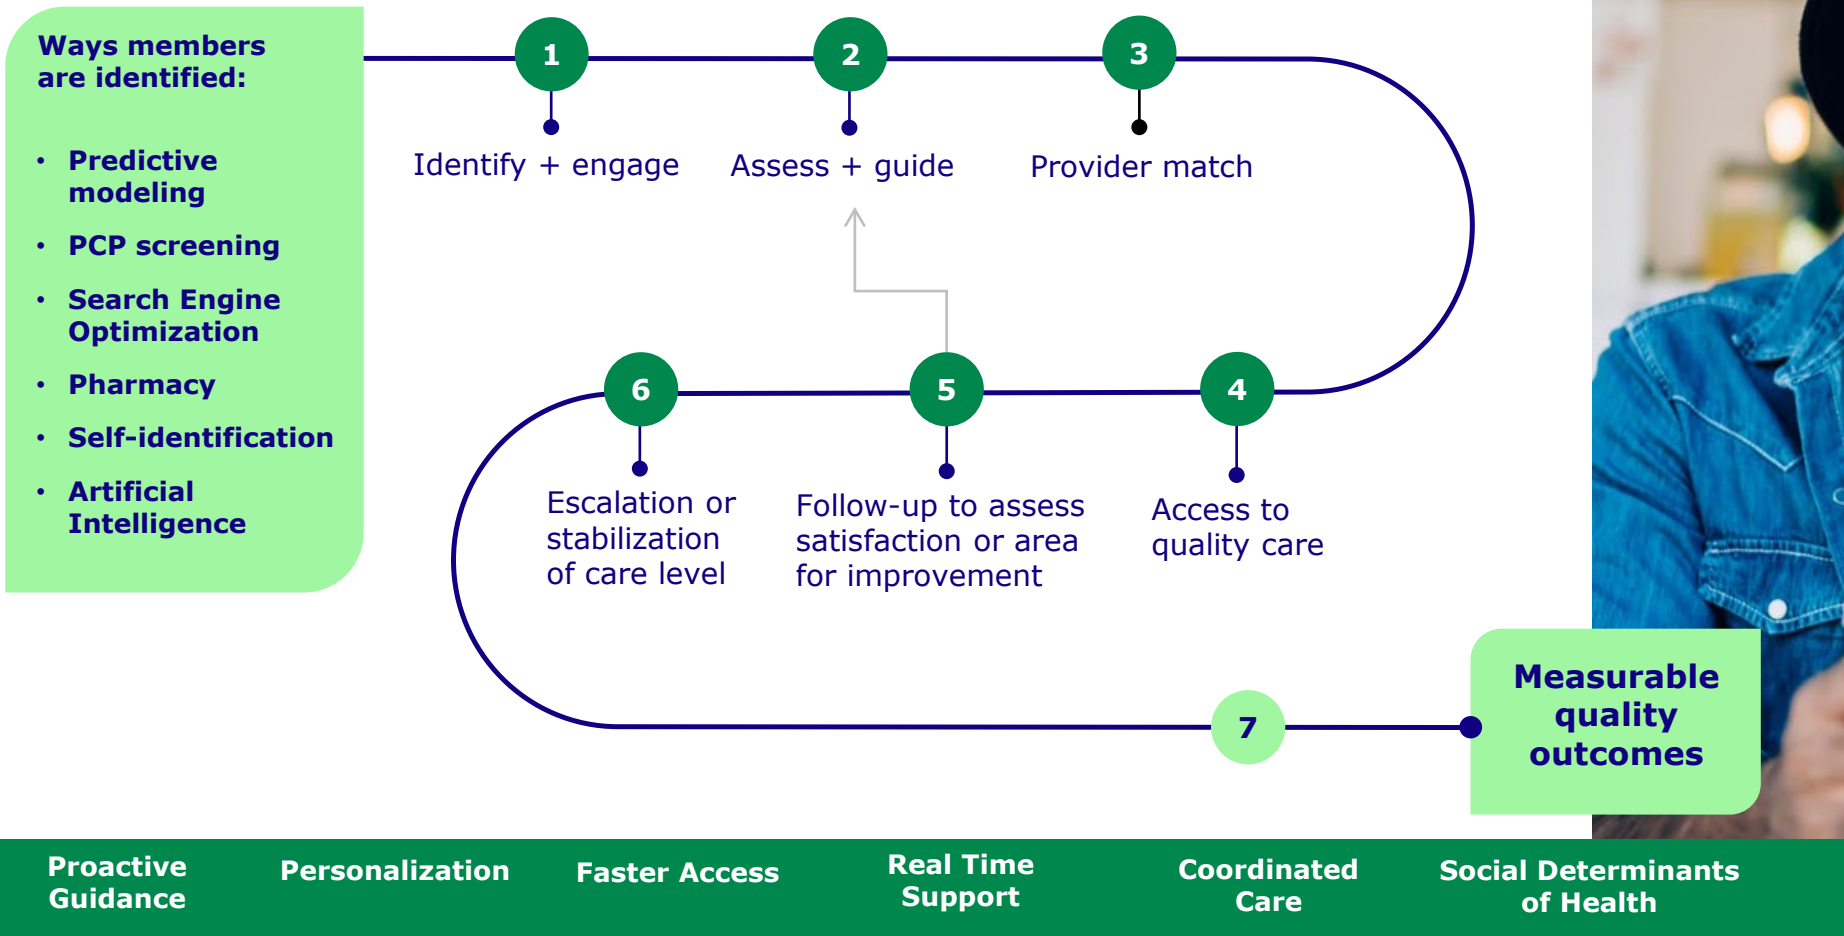 Ways members
are identified:
• Predictive
modeling
• PCP screening
• Search Engine
Optimization
• Pharmacy
• Self-identification
• Artificial
Intelligence
1
2
3
Identify + engage
Assess + guide
Provider match
6
5
4
Escalation or
stabilization
of care level
Follow-up to assess
satisfaction or area
for improvement
Access to
quality care
7
Measurable
quality
outcomes
Proactive
Guidance
Personalization
Faster Access
Real Time
Support
Coordinated
Care
Social Determinants
of Health